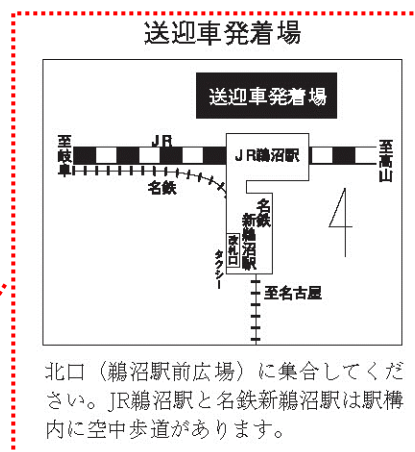 送迎車発着場
送迎車発着場
至岐阜
JR
JR鵜沼駅
至高山
名鉄
名鉄
新鵜沼駅
改札口
タクシー
至名古屋
北口（鵜沼駅前広場）に集合してくだ
さい。JR鵜沼駅と名鉄新鵜沼駅は駅構
内に空中歩道があります。